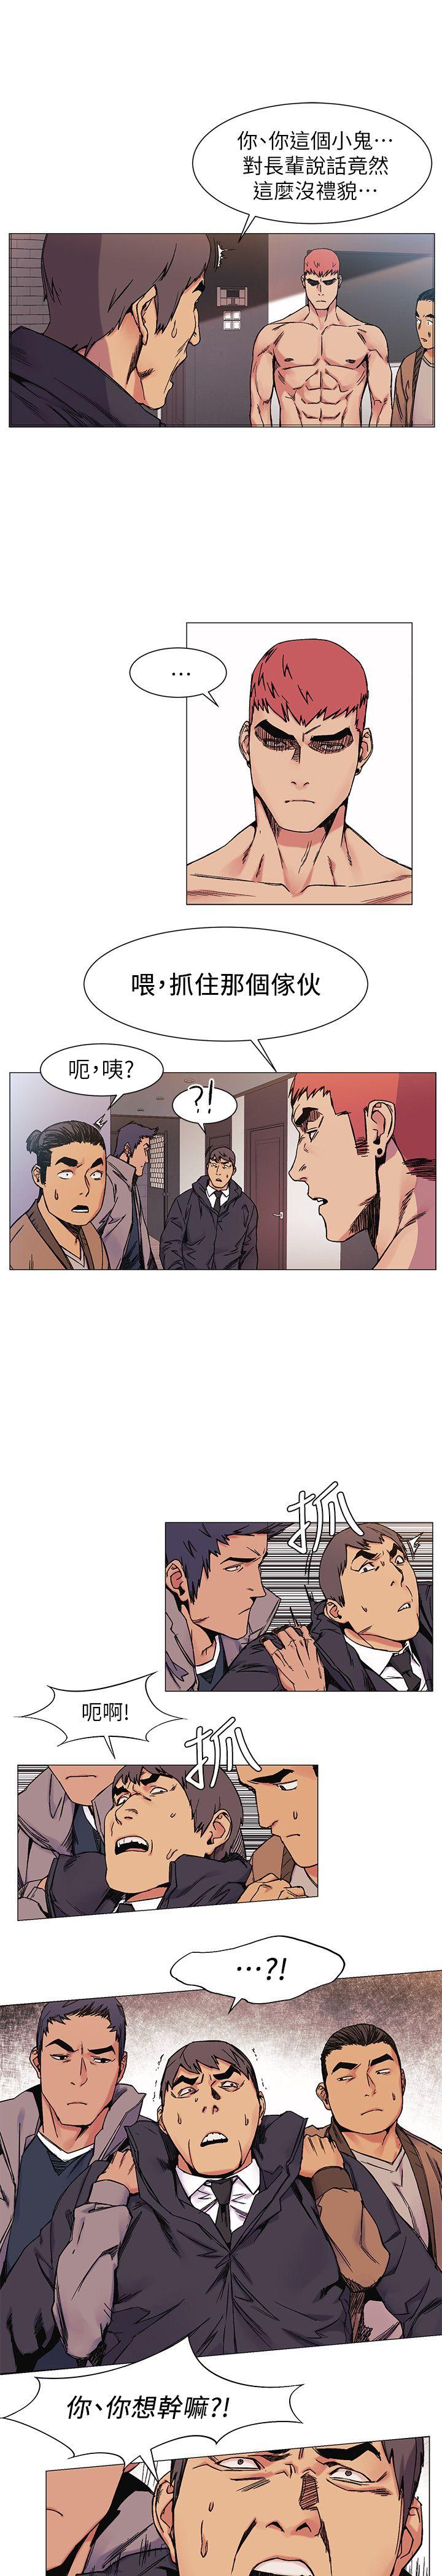 你、你這個小鬼…
對長輩說話竟然
這麼沒禮貌…
…
喂，抓住那個傢伙
呃，咦?
?!
抓
呃啊!
抓
…?!
你、你想幹嘛?!